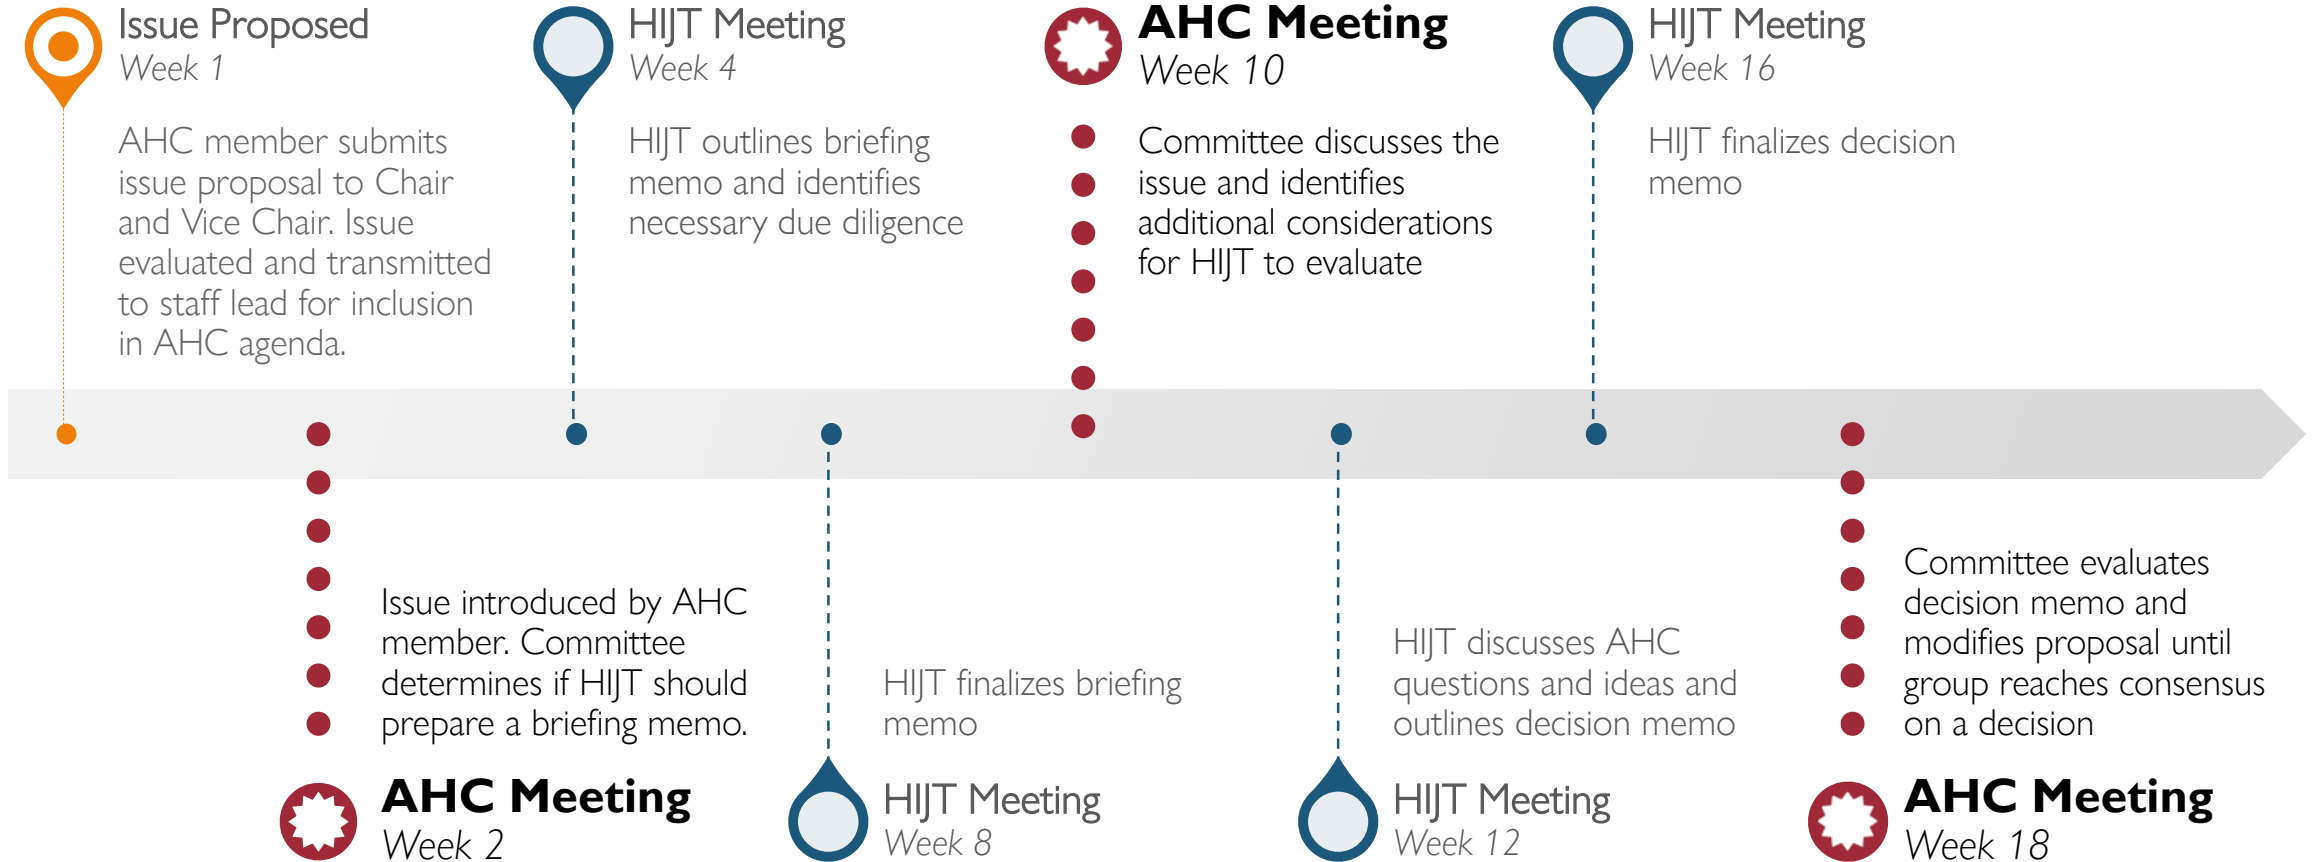 Issue Proposed
Week 1
AHC member submits
issue proposal to Chair
and Vice Chair. Issue
evaluated and transmitted
to staff lead for inclusion
in AHC agenda.
Issue introduced by AHC
member. Committee
determines if HIJT should
prepare a briefing memo.
AHC Meeting
Week 2
HIJT Meeting
Week 4
HIJT outlines briefing
memo and identifies
necessary due diligence
HIJT finalizes briefing
memo
HIJT Meeting
Week 8
AHC Meeting
Week 10
Committee discusses the
issue and identifies
additional considerations
for HIJT to evaluate
HIJT discusses AHC
questions and ideas and
outlines decision memo
HIJT Meeting
Week 12
HIJT Meeting
Week 16
HIJT finalizes decision
memo
Committee evaluates
decision memo and
modifies proposal until
group reaches consensus
on a decision
AHC Meeting
Week 18